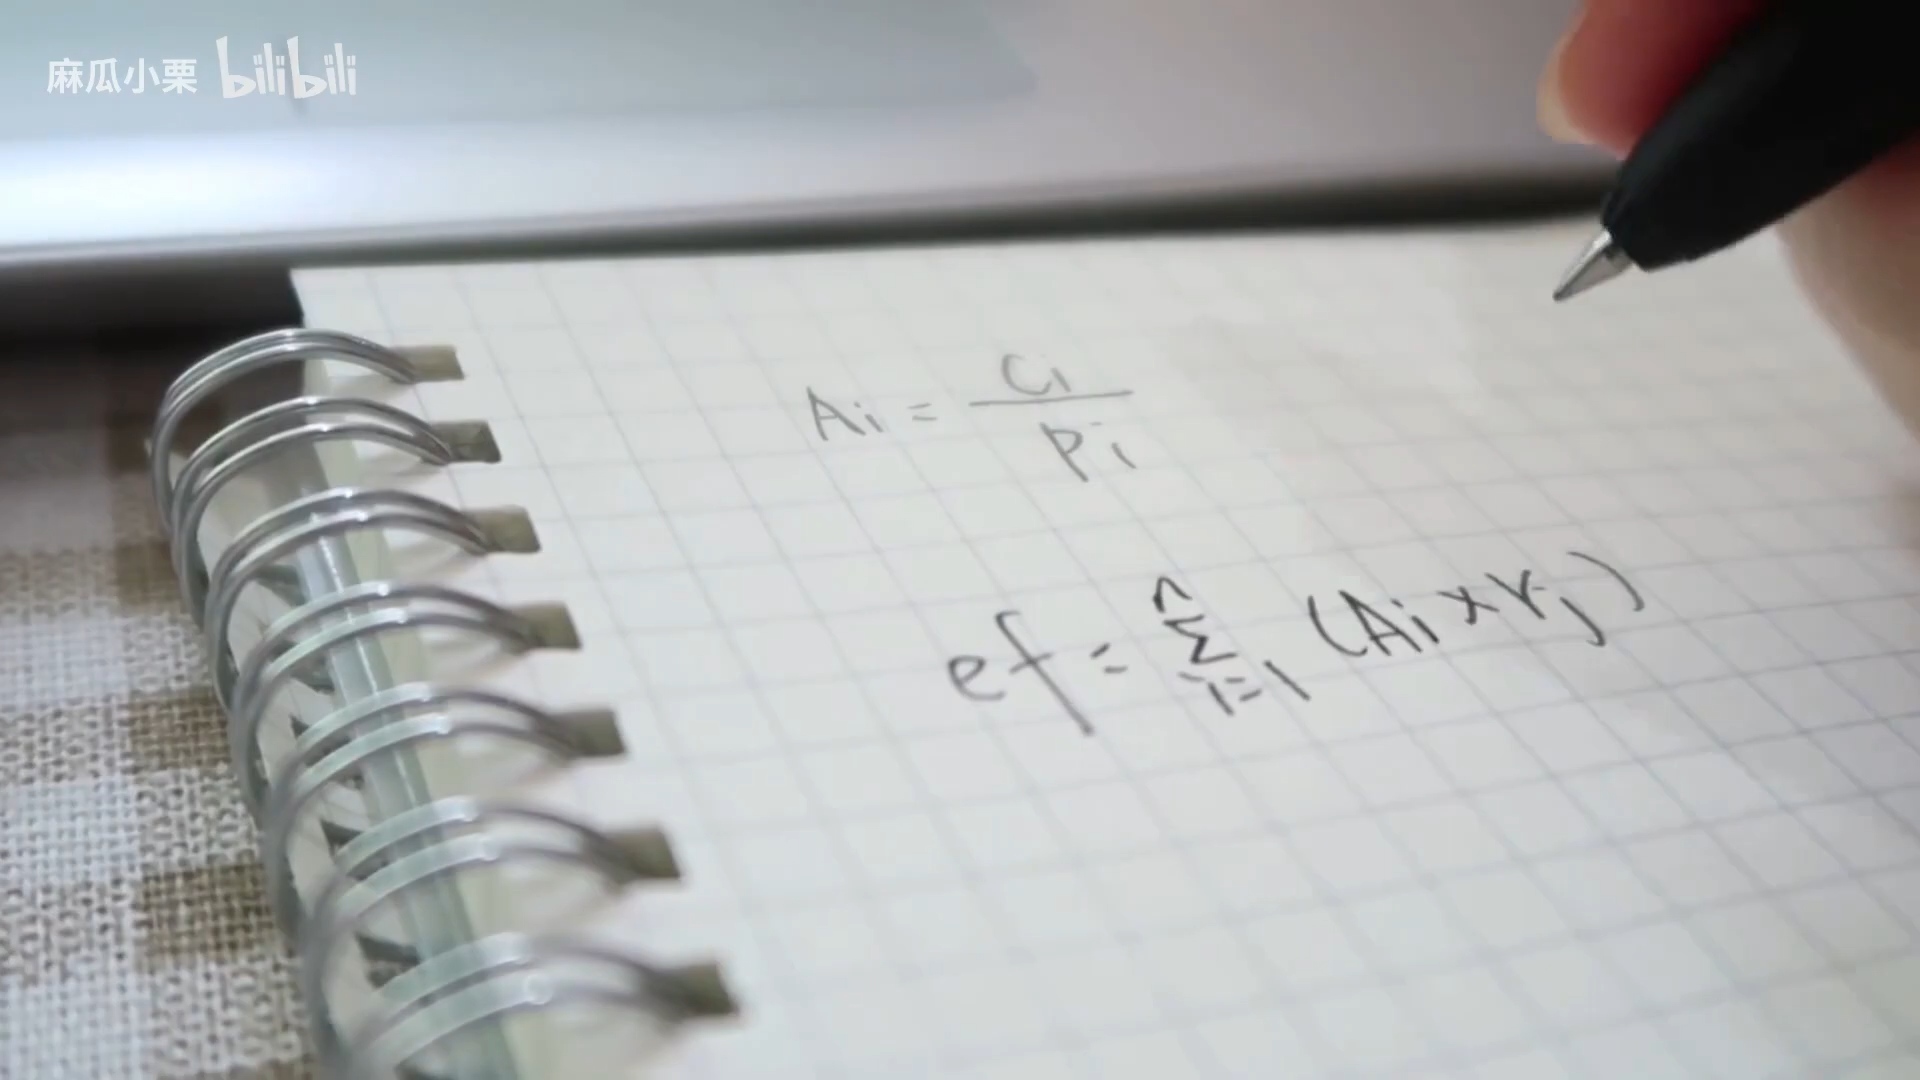 麻瓜小栗 bilibili
Ai = Ci / Pi
ef = n Σ i=1 (Ai × rj)